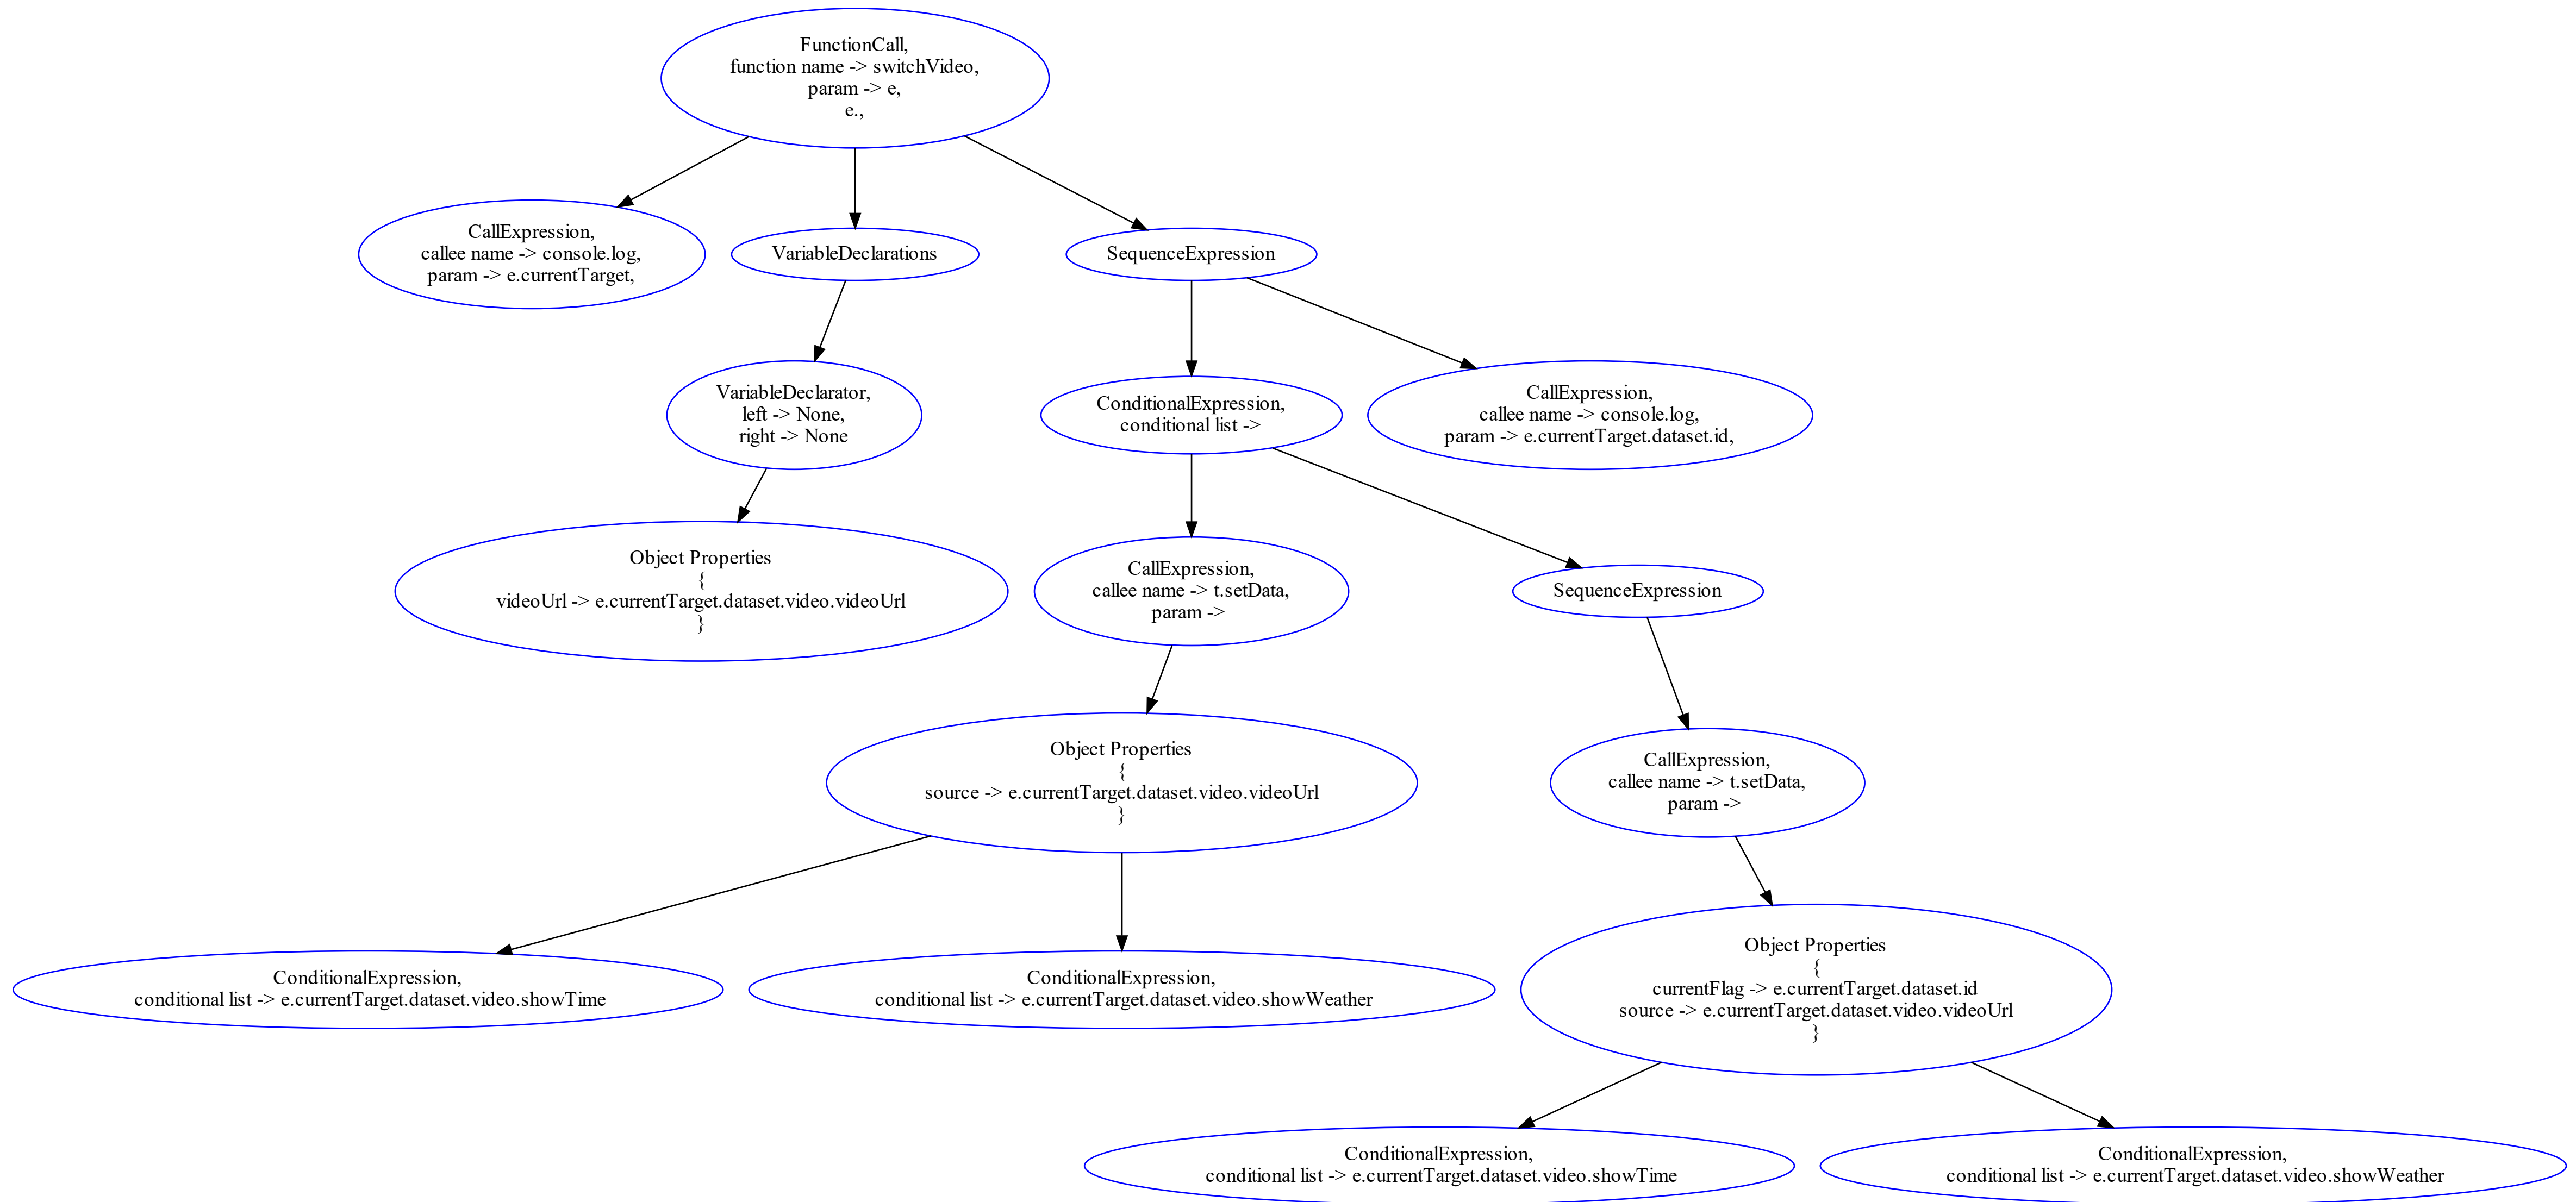 FunctionCall,
function name -> switchVideo,
param -> e,
e.,
CallExpression,
callee name -> console.log,
param -> e.currentTarget,
VariableDeclarations
SequenceExpression
VariableDeclarator,
left -> None,
right -> None
ConditionalExpression,
conditional list ->
CallExpression,
callee name -> console.log,
param -> e.currentTarget.dataset.id,
Object Properties
{
videoUrl -> e.currentTarget.dataset.video.videoUrl
}
CallExpression,
callee name -> t.setData,
param ->
SequenceExpression
Object Properties
{
source -> e.currentTarget.dataset.video.videoUrl
}
CallExpression,
callee name -> t.setData,
param ->
ConditionalExpression,
conditional list -> e.currentTarget.dataset.video.showTime
ConditionalExpression,
conditional list -> e.currentTarget.dataset.video.showWeather
Object Properties
{
currentFlag -> e.currentTarget.dataset.id
source -> e.currentTarget.dataset.video.videoUrl
}
ConditionalExpression,
conditional list -> e.currentTarget.dataset.video.showTime
ConditionalExpression,
conditional list -> e.currentTarget.dataset.video.showWeather